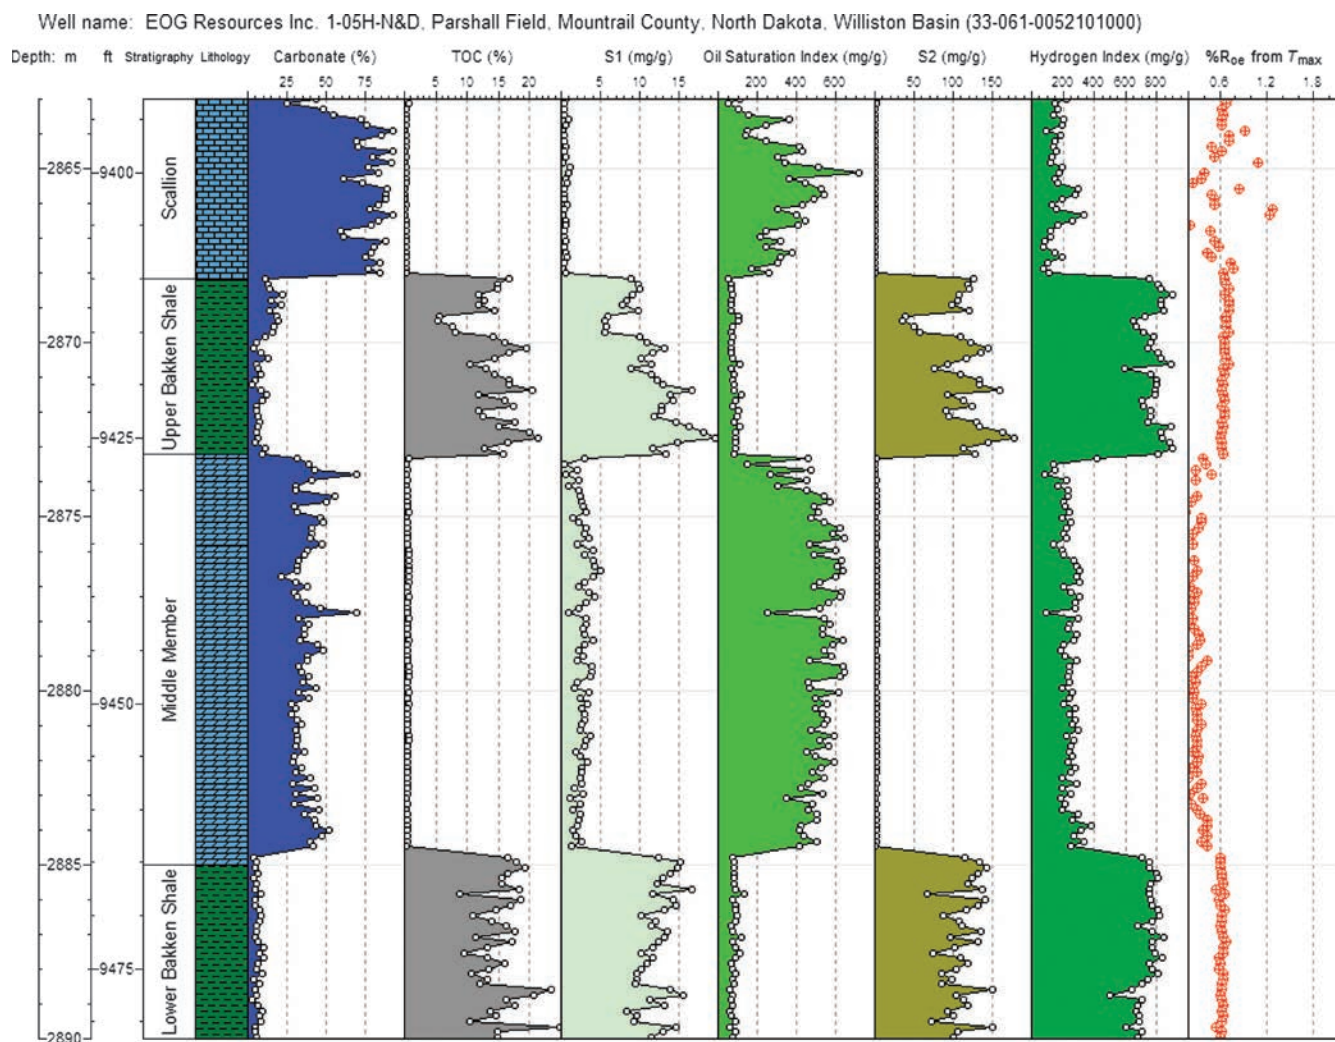 Well name: EOG Resources Inc. 1-05H-N&D, Parshall Field, Mountrail County, North Dakota, Williston Basin (33-061-0052101000)
Depth: m ft Stratigraphy Lithology Carbonate (%) TOC (%) S1 (mg/g) Oil Saturation Index (mg/g) S2 (mg/g) Hydrogen Index (mg/g) %Roe from Tmax
25 50 75 5 10 15 20 5 10 15 200 400 600 50 100 150 200 400 600 800 0.6 1.2 1.8
Scallion
2865
9400
Upper Bakken Shale
2870
9425
Middle Member
2875
2880
9450
Lower Bakken Shale
2885
9475
2890